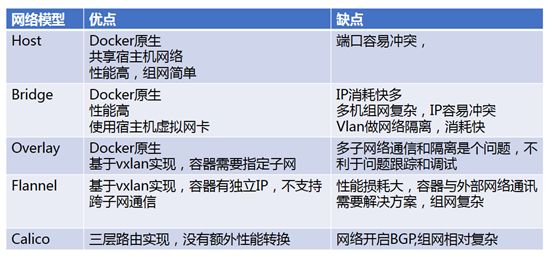 网络模型 优点 缺点
Host Docker原生 端口容易冲突，
共享宿主机网络
性能高，组网简单
Bridge Docker原生 IP消耗快多
性能高 多机组网复杂，IP容易冲突
使用宿主机虚拟网卡 Vlan做网络隔离，消耗快
Overlay Docker原生 多子网络通信和隔离是个问题，不
基于vxlan实现，容器需要指定子网 利于问题跟踪和调试
Flannel 基于vxlan实现，容器有独立IP，不支持 性能损耗大，容器与外部网络通讯
跨子网通信 需要解决方案，组网复杂
Calico 三层路由实现，没有额外性能转换 网络开启BGP,组网相对复杂